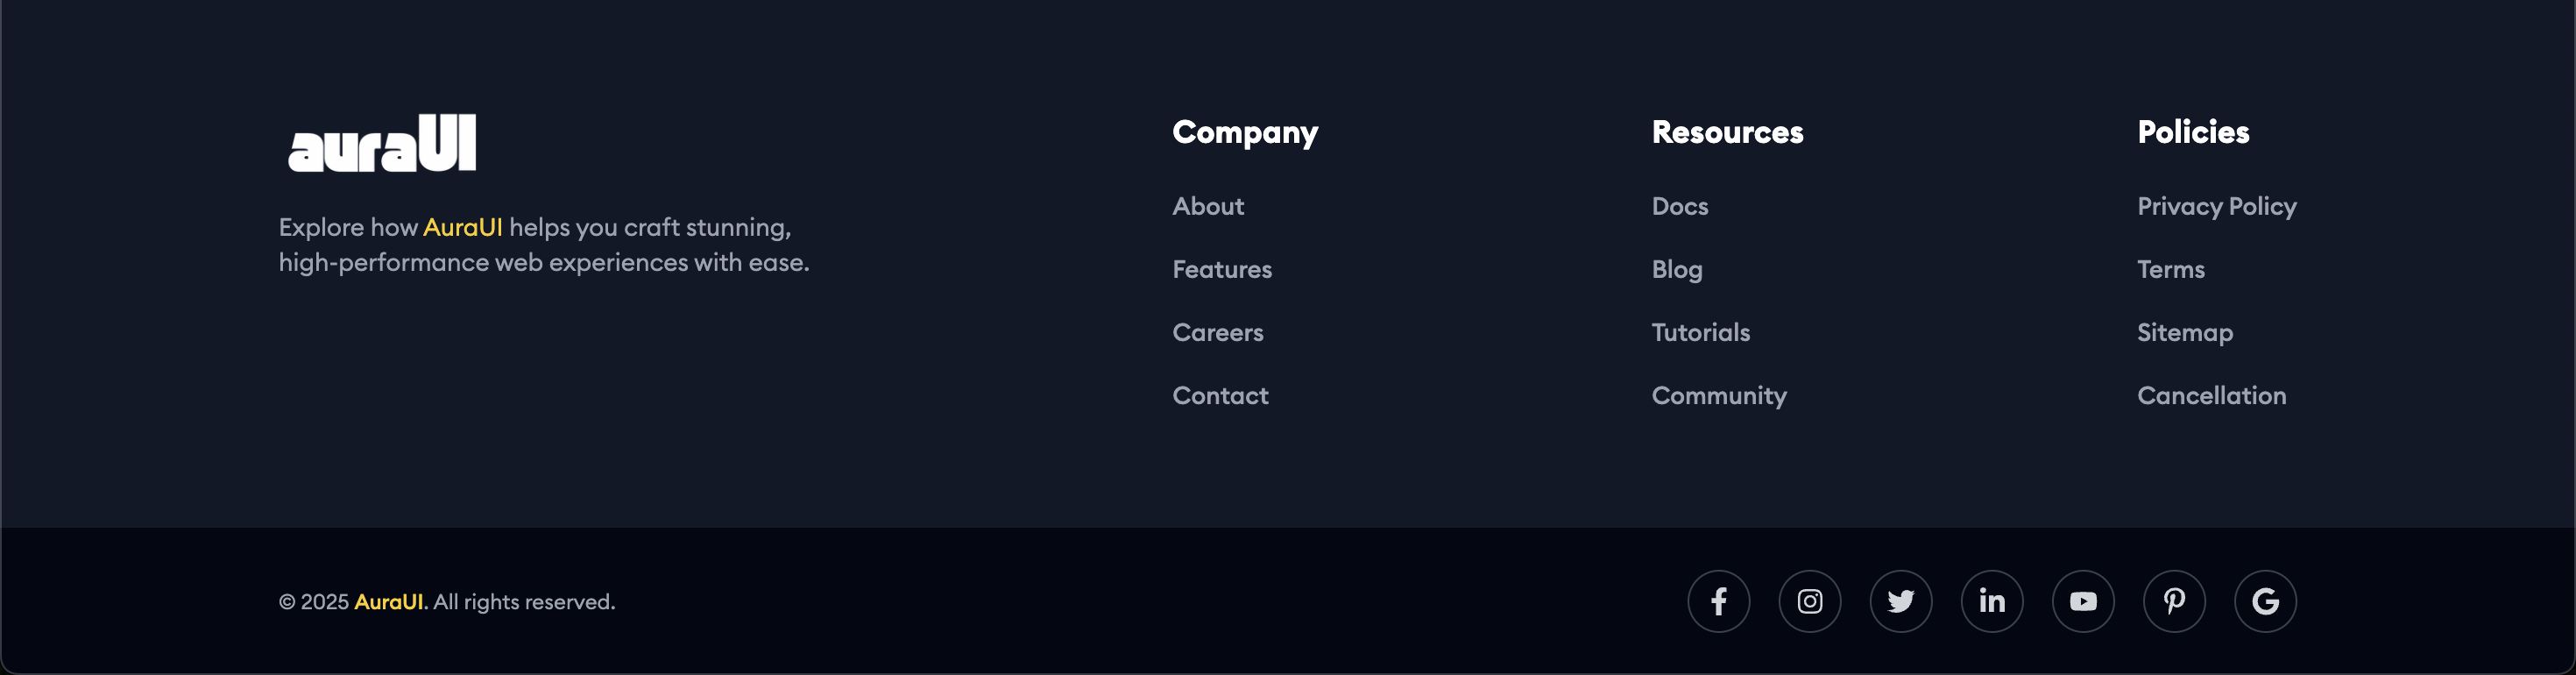 auraUI
Explore how AuraUI helps you craft stunning,
high-performance web experiences with ease.
Company
About
Features
Careers
Contact
Resources
Docs
Blog
Tutorials
Community
Policies
Privacy Policy
Terms
Sitemap
Cancellation
© 2025 AuraUI. All rights reserved.